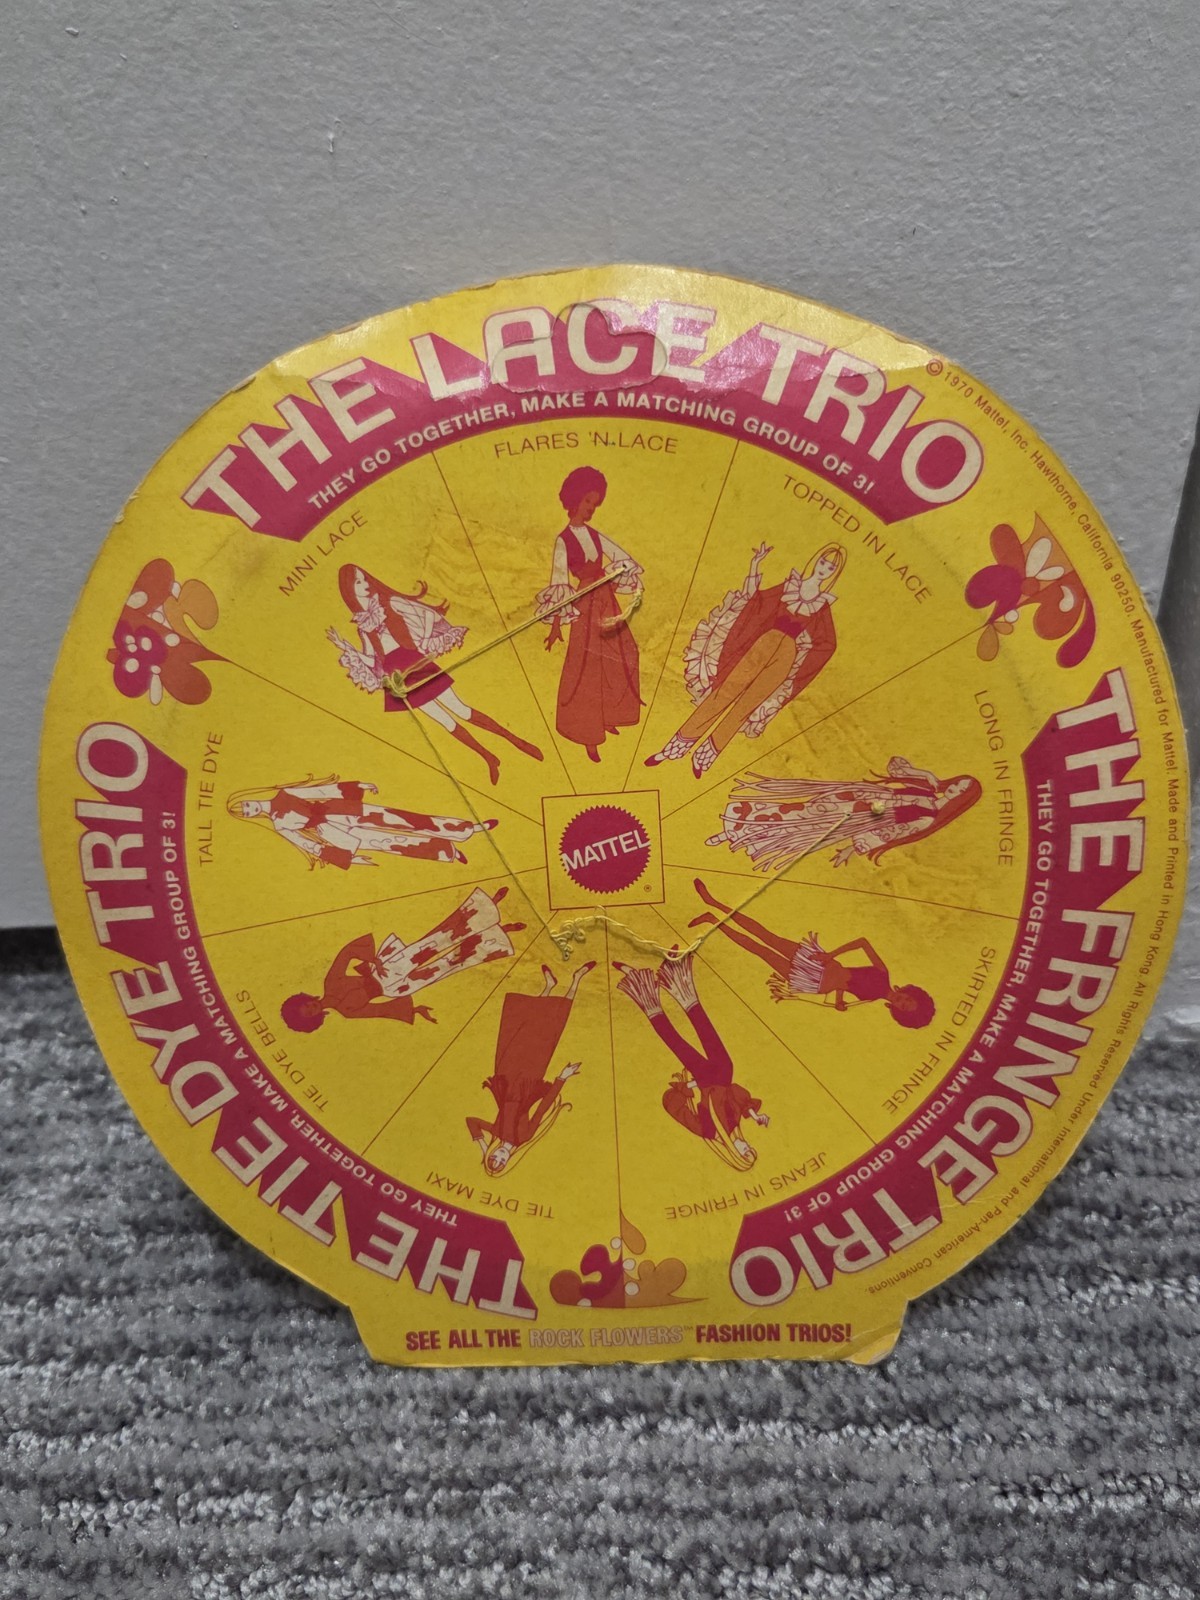 THE LACE TRIO
THEY GO TOGETHER, MAKE A MATCHING GROUP OF 3!
MINI LACE
FLARES 'N LACE
TOPPED IN LACE
© 1970 Mattel, Inc. Hawthorne, California 90250. Manufactured for Mattel. Made and Printed in Hong Kong All Rights Reserved Under International and Pan-American Conventions.
THE FRINGE TRIO
THEY GO TOGETHER, MAKE A MATCHING GROUP OF 3!
LONG IN FRINGE
SKIRTED IN FRINGE
JEANS IN FRINGE
THE TIE DYE TRIO
THEY GO TOGETHER, MAKE A MATCHING GROUP OF 3!
TIE DYE MAXI
TIE DYE BELLS
TALL TIE DYE
MATTEL
®
SEE ALL THE ROCK FLOWERS™ FASHION TRIOS!